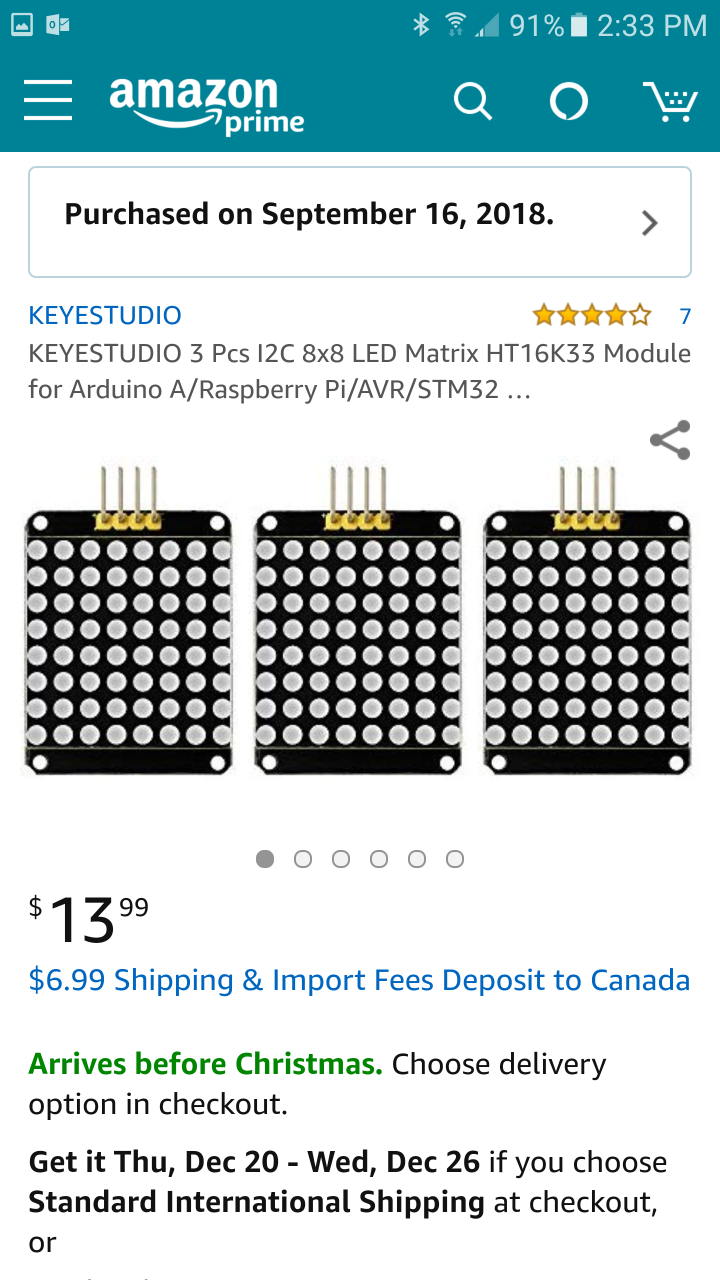 91% 2:33 PM
amazon
prime
Purchased on September 16, 2018.
KEYESTUDIO 7
KEYESTUDIO 3 Pcs I2C 8x8 LED Matrix HT16K33 Module
for Arduino A/Raspberry Pi/AVR/STM32 ...
$13 99
$6.99 Shipping & Import Fees Deposit to Canada
Arrives before Christmas. Choose delivery
option in checkout.
Get it Thu, Dec 20 - Wed, Dec 26 if you choose
Standard International Shipping at checkout,
or